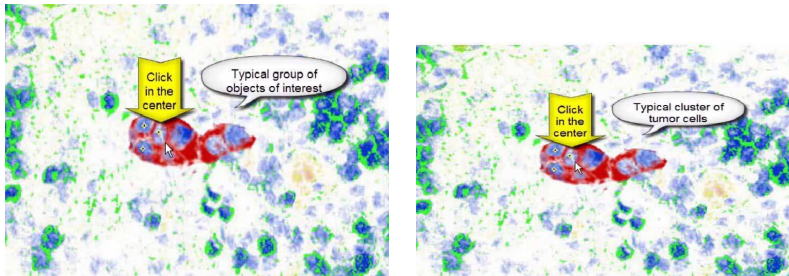 Click
in the
center
Typical group of
objects of interest
Click
in the
center
Typical cluster of
tumor cells